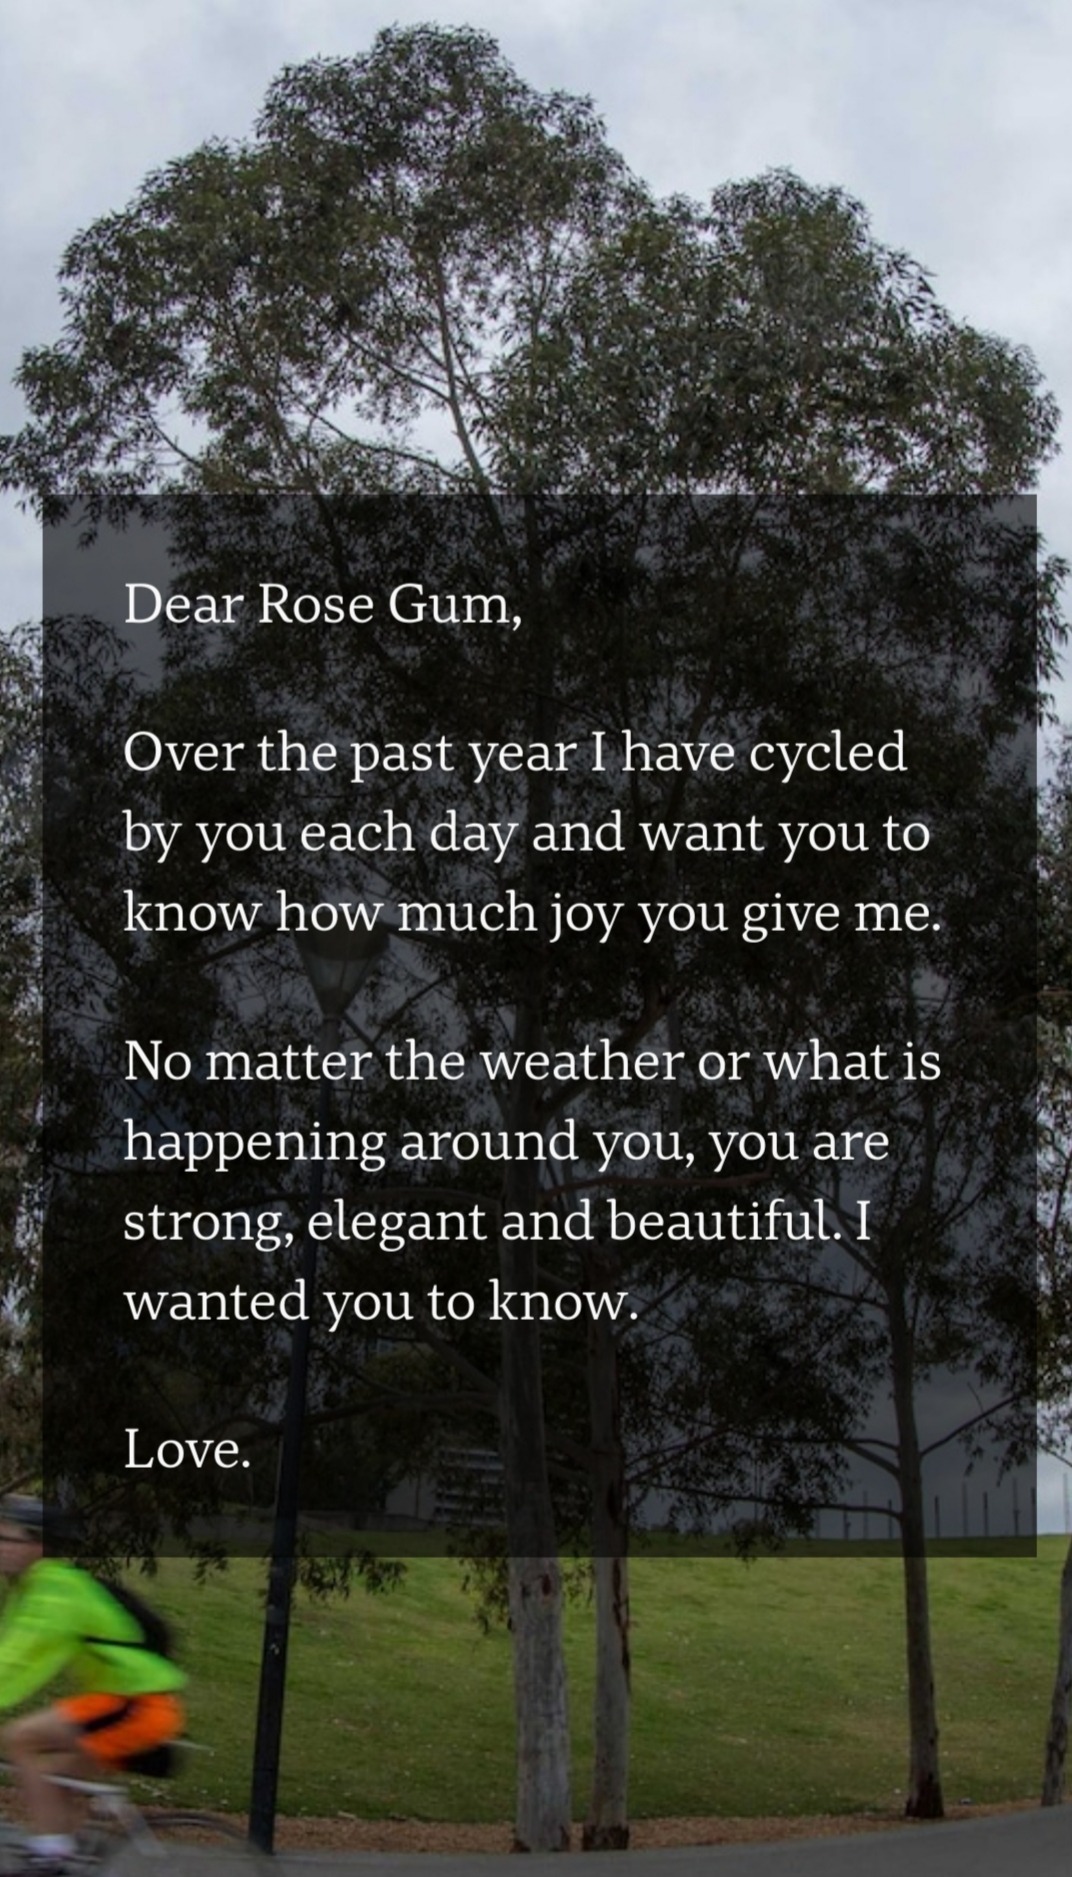 Dear Rose Gum,
Over the past year I have cycled
by you each day and want you to
know how much joy you give me.
No matter the weather or what is
happening around you, you are
strong, elegant and beautiful. I
wanted you to know.
Love.